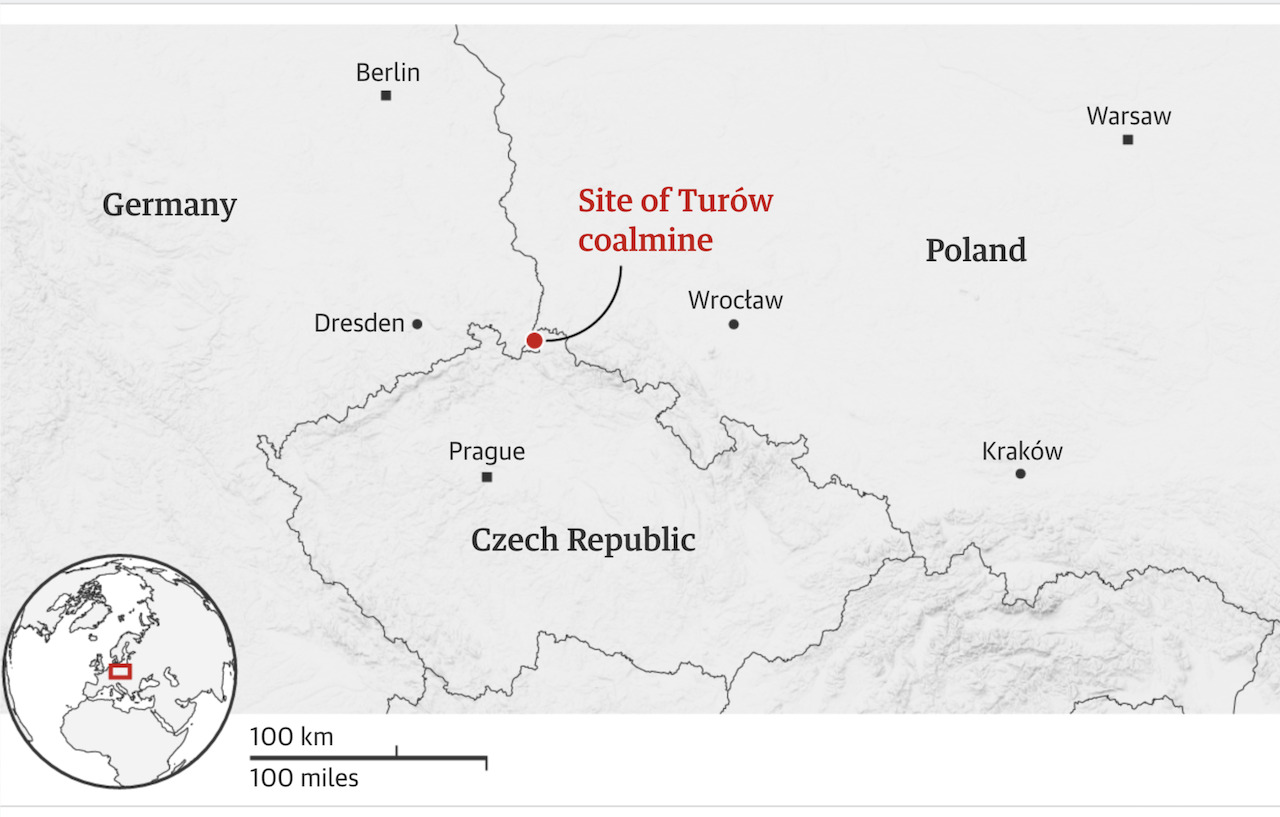 Berlin
Warsaw
Germany
Site of Turów
coalmine
Poland
Wrocław
Dresden
Prague
Kraków
Czech Republic
100 km
100 miles